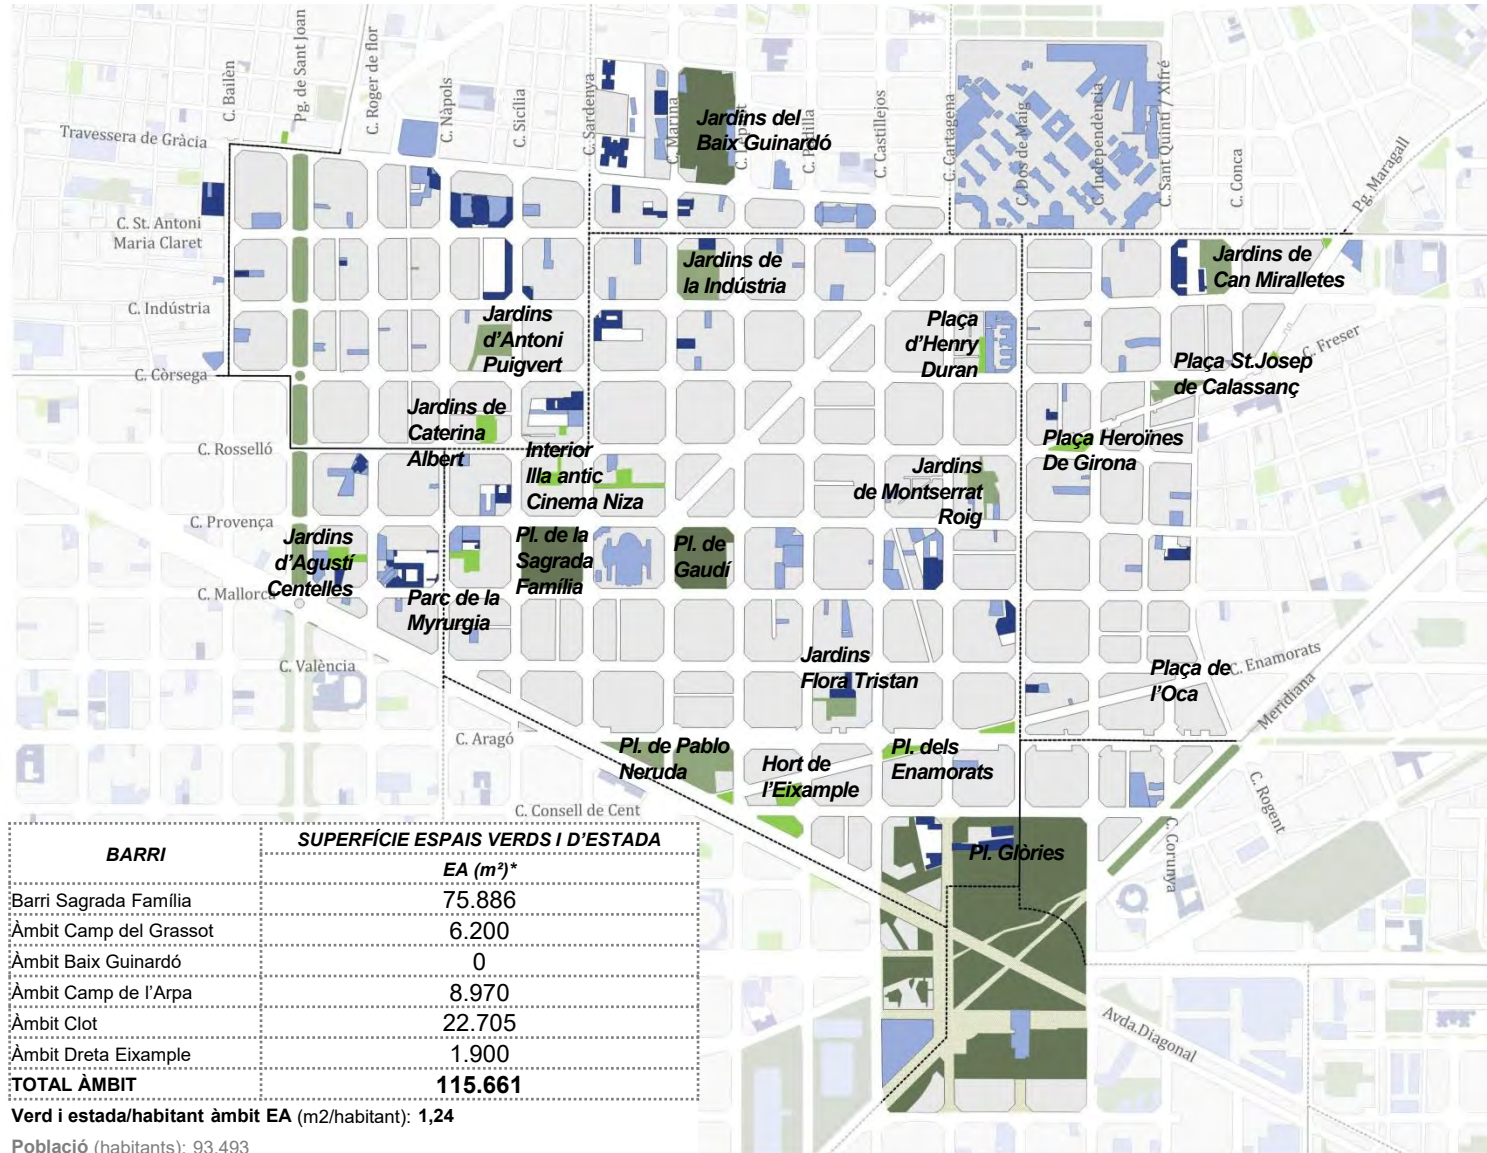 C. Bailèn
Pg. de Sant Joan
C. Roger de flor
C. Nàpols
C. Sicília
C. Sardenya
C. Marina
C. Padilla
C. Castillejos
C. Cartagena
C. Dos de Maig
C. Independència
C. Sant Quintí / Xifré
C. Conca
Pg. Maragall
Travessera de Gràcia
Jardins del
Baix Guinardó
C. St. Antoni
Maria Claret
Jardins de
la Indústria
Jardins de
Can Miralletes
C. Indústria
Jardins
d'Antoni
Puigvert
Plaça
d'Henry
Duran
C. Freser
Plaça St.Josep
de Calassanç
C. Còrsega
Jardins de
Caterina
Albert
C. Rosselló
Interior
Illa antic
Cinema Niza
Plaça Heroïnes
De Girona
Jardins
de Montserrat
Roig
C. Provença
Jardins
d'Agustí
Centelles
Pl. de la
Sagrada
Família
Pl. de
Gaudí
C. Mallorca
Parc de la
Myrurgia
C. València
Jardins
Flora Tristan
Plaça de
l'Oca
C. Enamorats
Meridiana
C. Aragó
Pl. de Pablo
Neruda
Hort de
l'Eixample
Pl. dels
Enamorats
C. Consell de Cent
C. Rogent
C. Corunya
Pl. Glòries
Avda.Diagonal
BARRI
SUPERFÍCIE ESPAIS VERDS I D'ESTADA
EA (m²)*
Barri Sagrada Família 75.886
Àmbit Camp del Grassot 6.200
Àmbit Baix Guinardó 0
Àmbit Camp de l'Arpa 8.970
Àmbit Clot 22.705
Àmbit Dreta Eixample 1.900
TOTAL ÀMBIT 115.661
Verd i estada/habitant àmbit EA (m2/habitant): 1,24
Població (habitants): 93.493